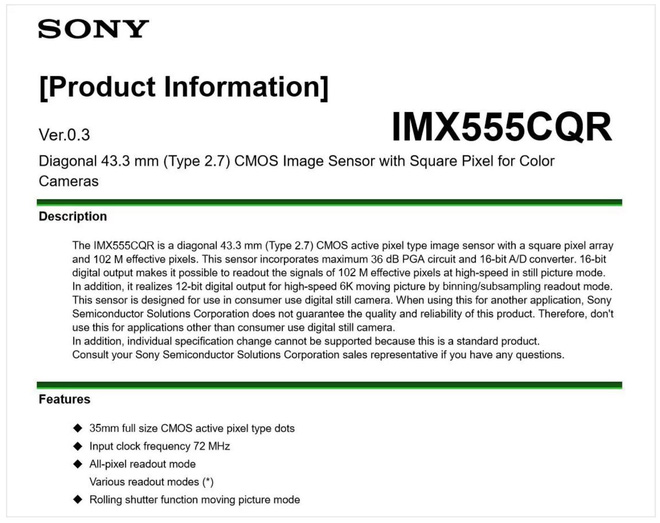 SONY
[Product Information]
IMX555CQR
Ver.0.3
Diagonal 43.3 mm (Type 2.7) CMOS Image Sensor with Square Pixel for Color
Cameras
Description
The IMX555CQR is a diagonal 43.3 mm (Type 2.7) CMOS active pixel type image sensor with a square pixel array
and 102 M effective pixels. This sensor incorporates maximum 36 dB PGA circuit and 16-bit A/D converter. 16-bit
digital output makes it possible to readout the signals of 102 M effective pixels at high-speed in still picture mode.
In addition, it realizes 12-bit digital output for high-speed 6K moving picture by binning/subsampling readout mode.
This sensor is designed for use in consumer use digital still camera. When using this for another application, Sony
Semiconductor Solutions Corporation does not guarantee the quality and reliability of this product. Therefore, don't
use this for applications other than consumer use digital still camera.
In addition, individual specification change cannot be supported because this is a standard product.
Consult your Sony Semiconductor Solutions Corporation sales representative if you have any questions.
Features
◆ 35mm full size CMOS active pixel type dots
◆ Input clock frequency 72 MHz
◆ All-pixel readout mode
Various readout modes (*)
◆ Rolling shutter function moving picture mode